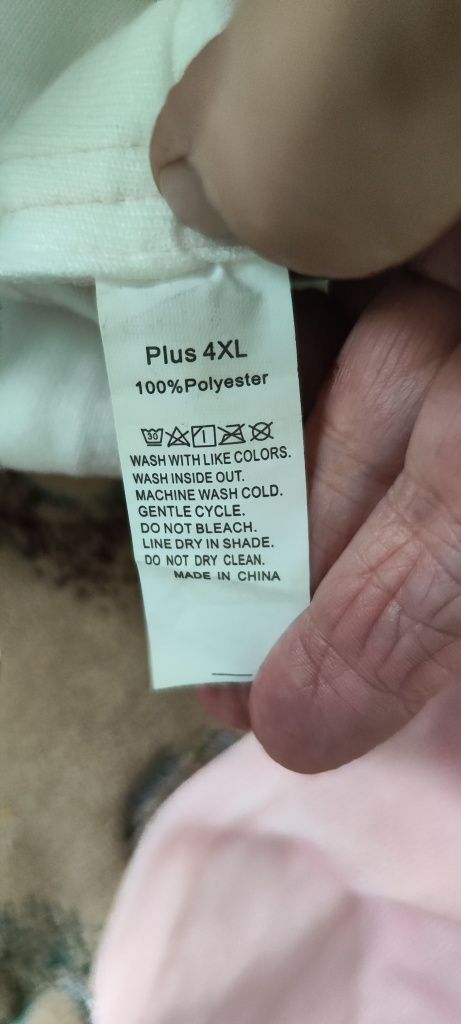 Plus 4XL
100%Polyester
30
WASH WITH LIKE COLORS.
WASH INSIDE OUT.
MACHINE WASH COLD.
GENTLE CYCLE.
DO NOT BLEACH.
LINE DRY IN SHADE.
DO NOT DRY CLEAN.
MADE IN CHINA